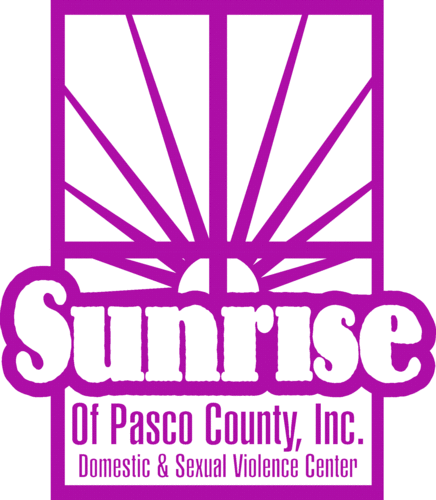 Sunrise
Of Pasco County, Inc.
Domestic & Sexual Violence Center